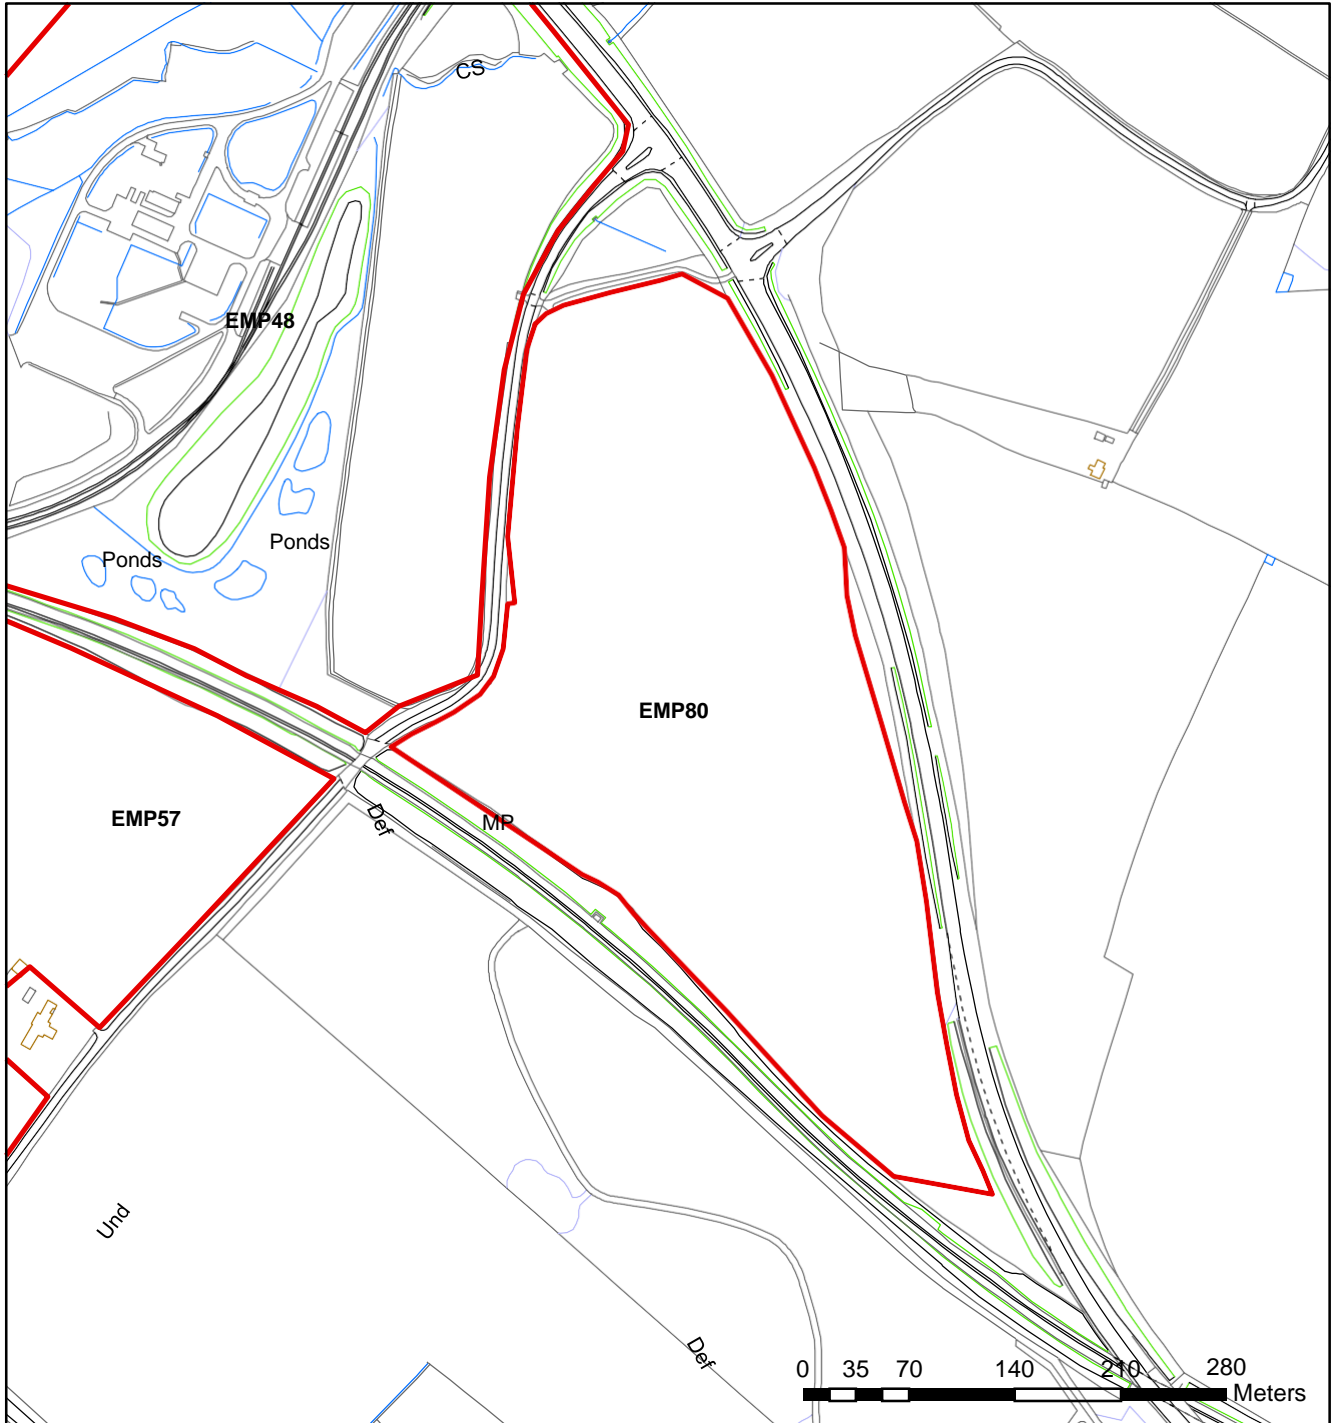 CS
EMP48
Ponds
Ponds
EMP80
EMP57
Def
MP
Und
Def
0 35 70 140 210 280
Meters